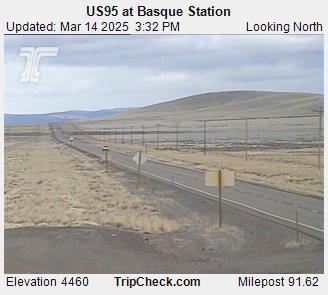 US95 at Basque Station
Updated: Mar 14 2025 3:32 PM Looking North
Elevation 4460 TripCheck.com Milepost 91.62